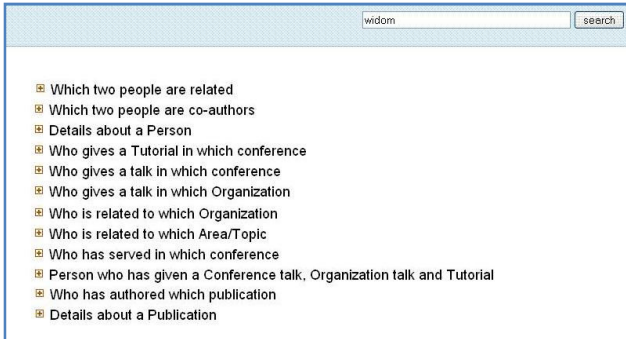 widom search
Which two people are related
Which two people are co-authors
Details about a Person
Who gives a Tutorial in which conference
Who gives a talk in which conference
Who gives a talk in which Organization
Who is related to which Organization
Who is related to which Area/Topic
Who has served in which conference
Person who has given a Conference talk, Organization talk and Tutorial
Who has authored which publication
Details about a Publication